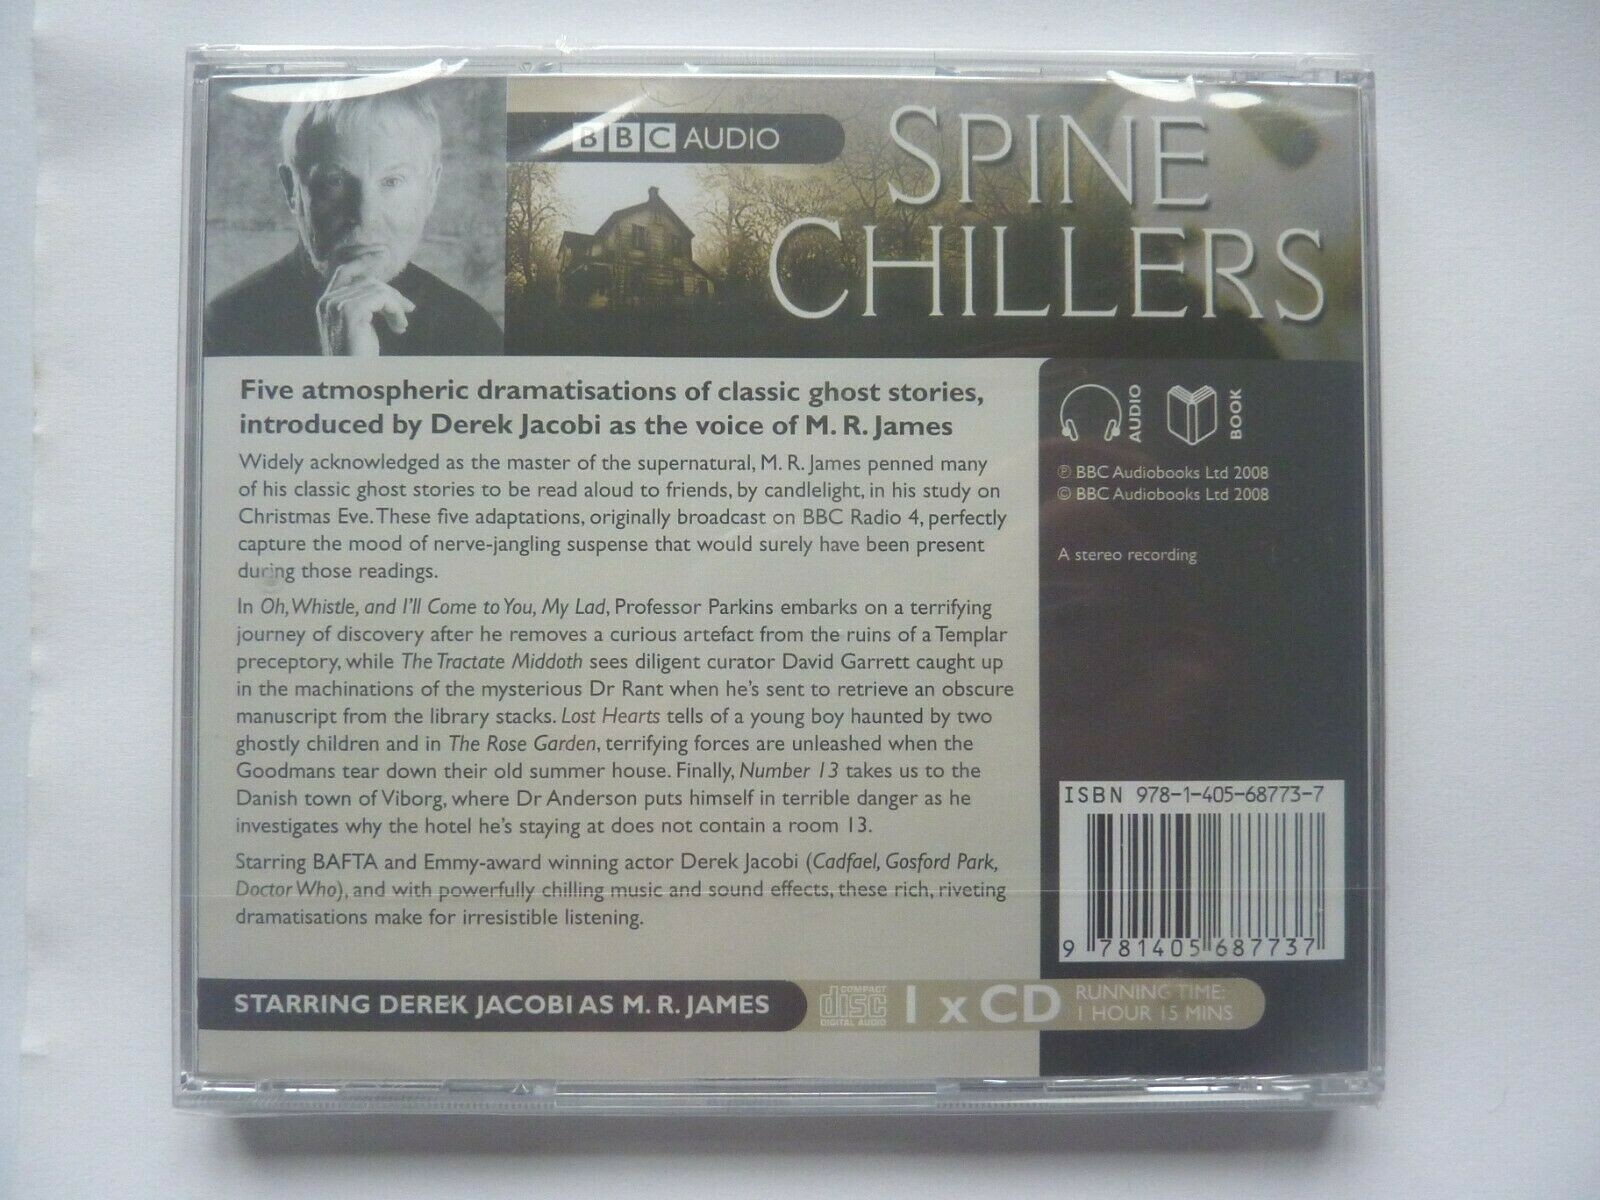 BBC AUDIO
SPINE
CHILLERS
Five atmospheric dramatisations of classic ghost stories,
introduced by Derek Jacobi as the voice of M. R. James
Widely acknowledged as the master of the supernatural, M. R. James penned many
of his classic ghost stories to be read aloud to friends, by candlelight, in his study on
Christmas Eve. These five adaptations, originally broadcast on BBC Radio 4, perfectly
capture the mood of nerve-jangling suspense that would surely have been present
during those readings.
In Oh, Whistle, and I'll Come to You, My Lad, Professor Parkins embarks on a terrifying
journey of discovery after he removes a curious artefact from the ruins of a Templar
preceptory, while The Tractate Middoth sees diligent curator David Garrett caught up
in the machinations of the mysterious Dr Rant when he's sent to retrieve an obscure
manuscript from the library stacks. Lost Hearts tells of a young boy haunted by two
ghostly children and in The Rose Garden, terrifying forces are unleashed when the
Goodmans tear down their old summer house. Finally, Number 13 takes us to the
Danish town of Viborg, where Dr Anderson puts himself in terrible danger as he
investigates why the hotel he's staying at does not contain a room 13.
Starring BAFTA and Emmy-award winning actor Derek Jacobi (Cadfael, Gosford Park,
Doctor Who), and with powerfully chilling music and sound effects, these rich, riveting
dramatisations make for irresistible listening.
AUDIO
BOOK
℗ BBC Audiobooks Ltd 2008
© BBC Audiobooks Ltd 2008
A stereo recording
ISBN 978-1-405-68773-7
9 781405 687737
STARRING DEREK JACOBI AS M. R. JAMES
COMPACT
disc
DIGITAL AUDIO
1 x CD
RUNNING TIME:
1 HOUR 15 MINS